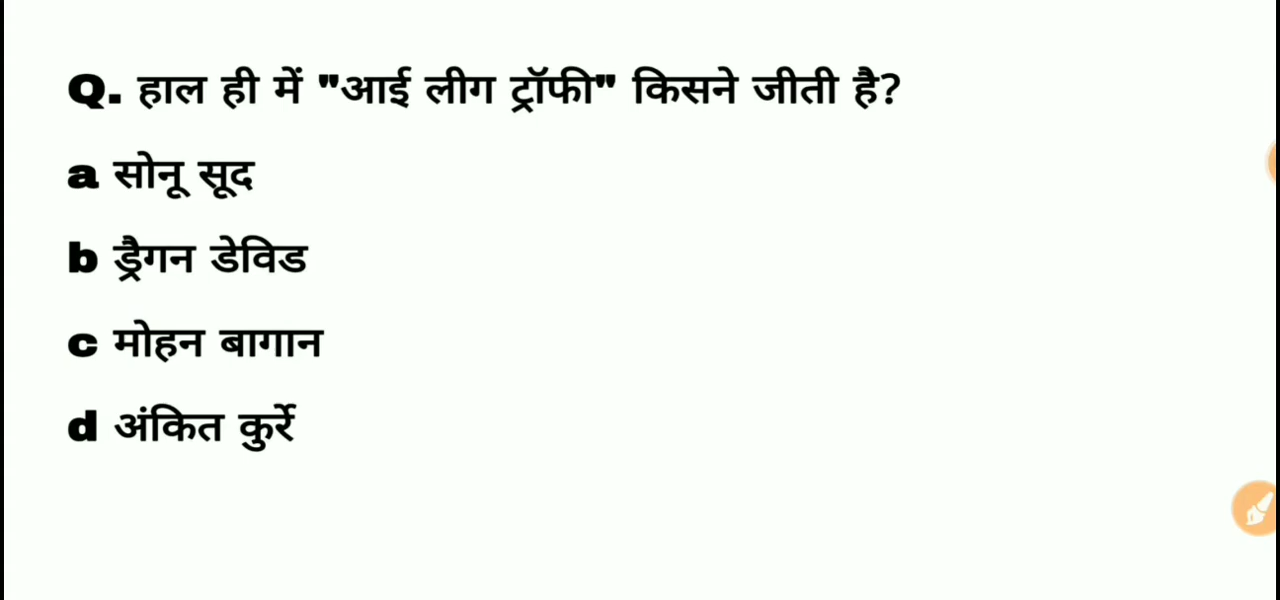 Q. हाल ही में "आई लीग ट्रॉफी" किसने जीती है?
a सोनू सूद
b ड्रैगन डेविड
c मोहन बागान
d अंकित कुर्रे